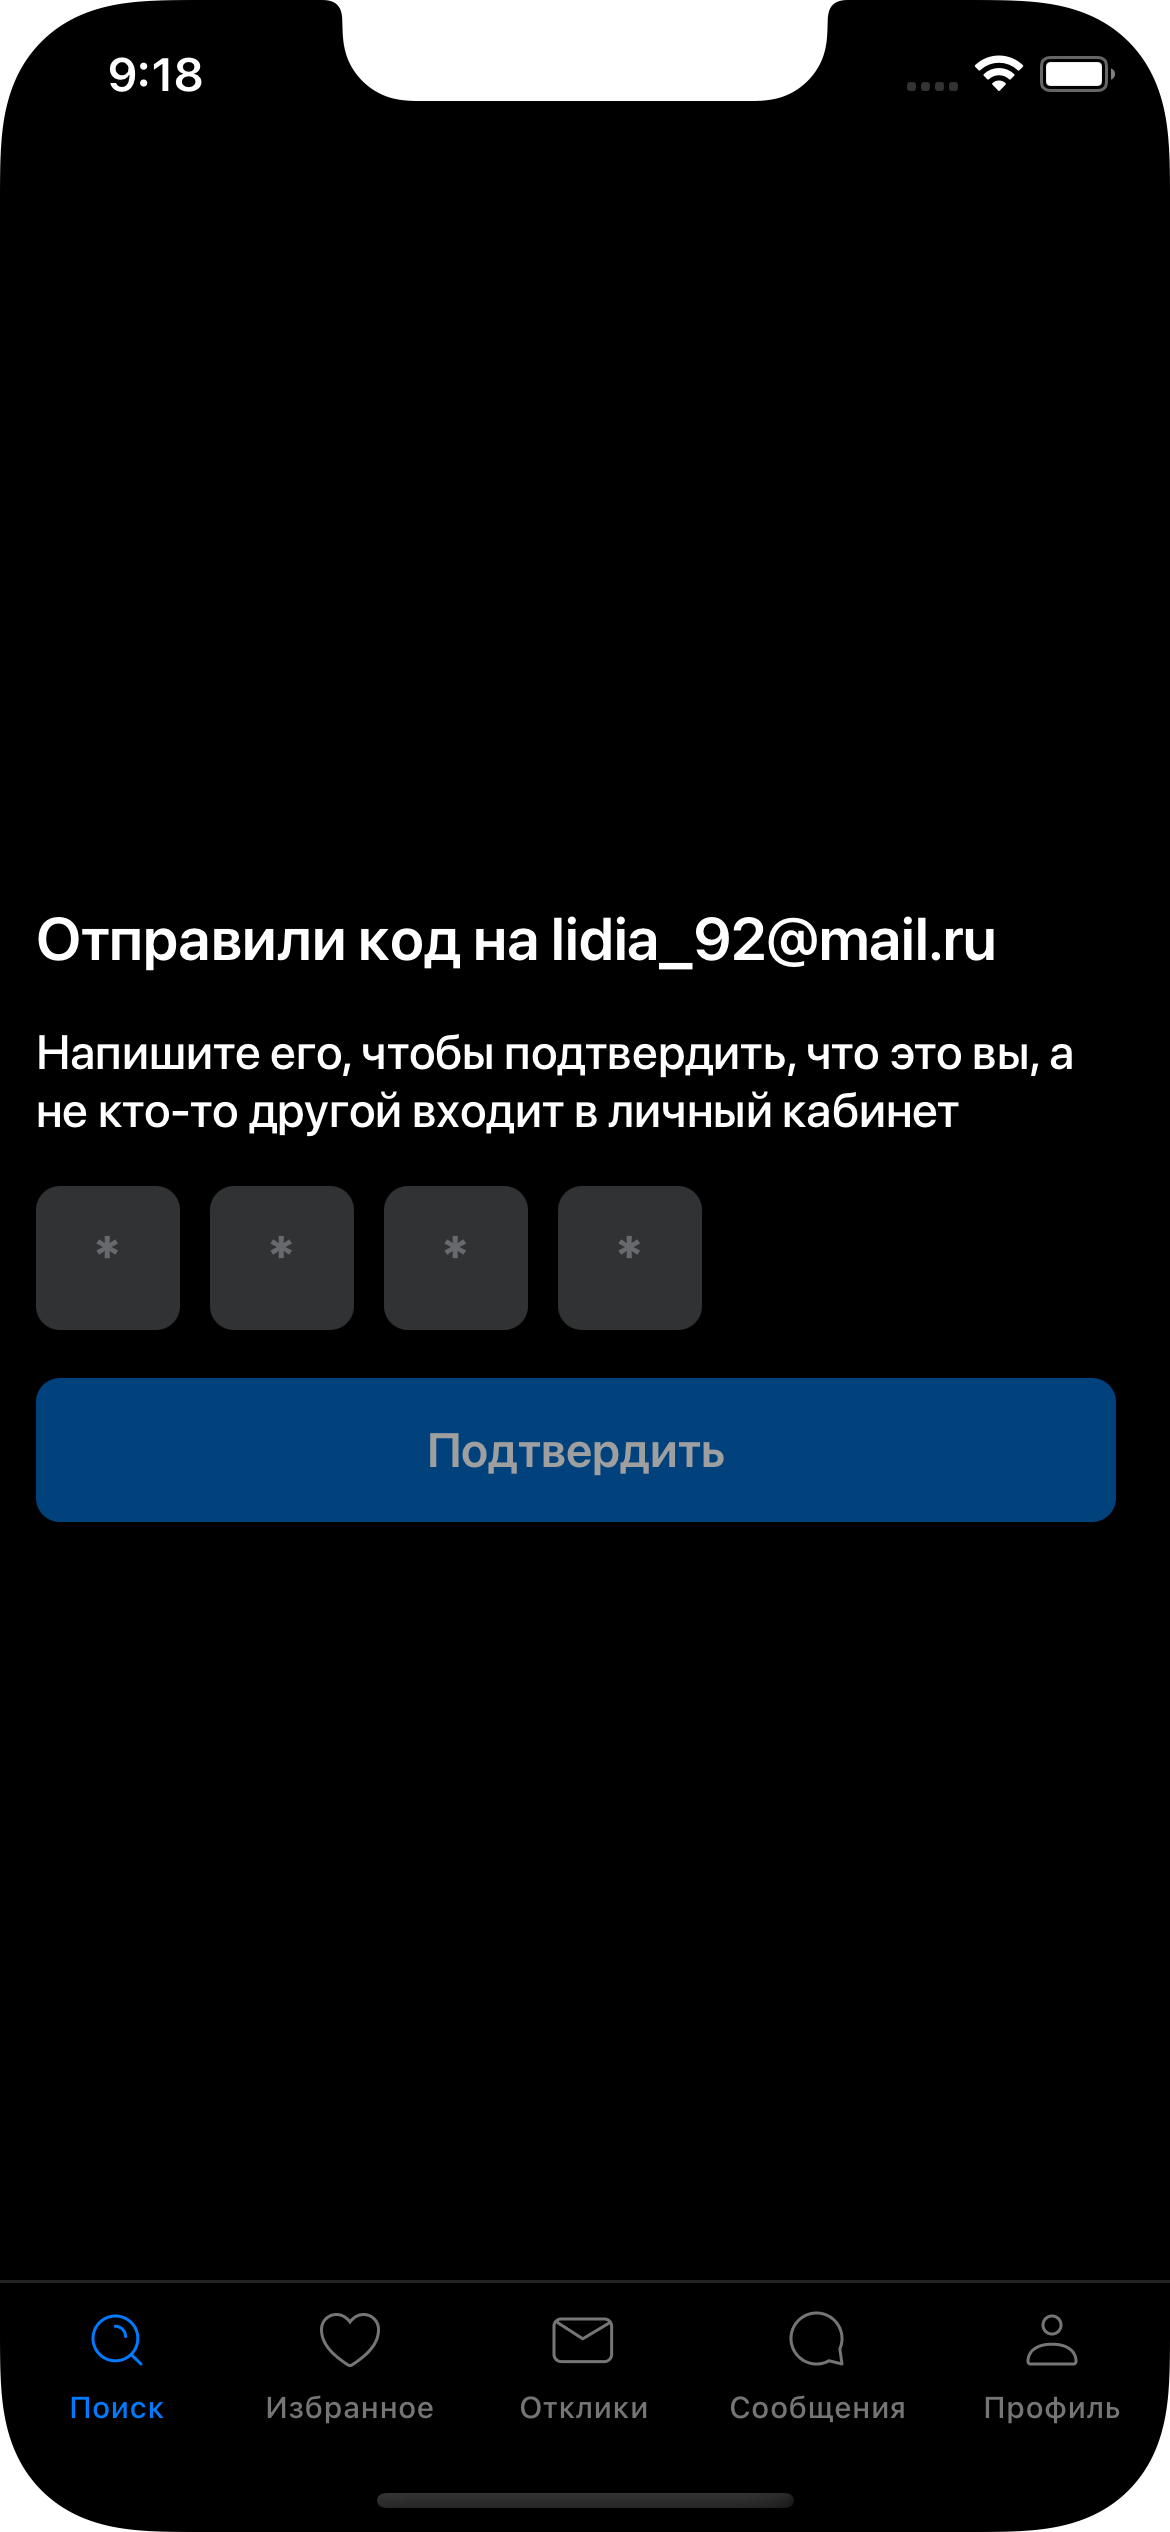 9:18
Отправили код на lidia_92@mail.ru
Напишите его, чтобы подтвердить, что это вы, а
не кто-то другой входит в личный кабинет
* * * *
Подтвердить
Поиск Избранное Отклики Сообщения Профиль